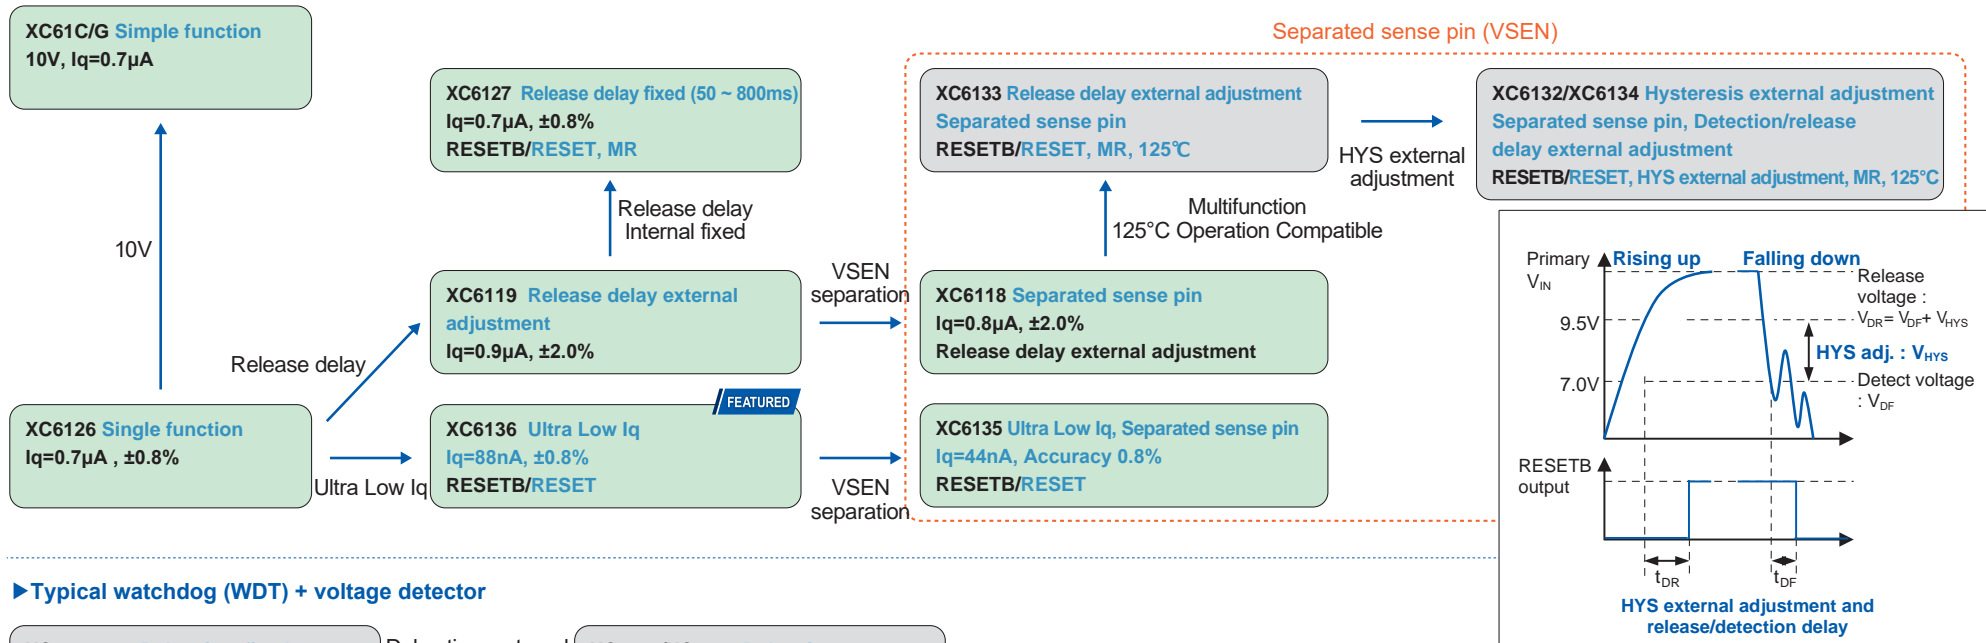 XC61C/G Simple function
10V, Iq=0.7µA
Separated sense pin (VSEN)
XC6127 Release delay fixed (50 ~ 800ms)
Iq=0.7µA, ±0.8%
RESETB/RESET, MR
XC6133 Release delay external adjustment
Separated sense pin
RESETB/RESET, MR, 125℃
HYS external
adjustment
XC6132/XC6134 Hysteresis external adjustment
Separated sense pin, Detection/release
delay external adjustment
RESETB/RESET, HYS external adjustment, MR, 125°C
10V
Release delay
Internal fixed
Multifunction
125°C Operation Compatible
XC6119 Release delay external
adjustment
Iq=0.9µA, ±2.0%
VSEN
separation
XC6118 Separated sense pin
Iq=0.8µA, ±2.0%
Release delay external adjustment
Release delay
XC6126 Single function
Iq=0.7µA , ±0.8%
Ultra Low Iq
FEATURED
XC6136 Ultra Low Iq
Iq=88nA, ±0.8%
RESETB/RESET
VSEN
separation
XC6135 Ultra Low Iq, Separated sense pin
Iq=44nA, Accuracy 0.8%
RESETB/RESET
Primary
VIN
Rising up
Falling down
Release
voltage :
VDR= VDF+ VHYS
9.5V
HYS adj. : VHYS
7.0V
Detect voltage
: VDF
RESETB
output
tDR
tDF
HYS external adjustment and
release/detection delay
▶Typical watchdog (WDT) + voltage detector